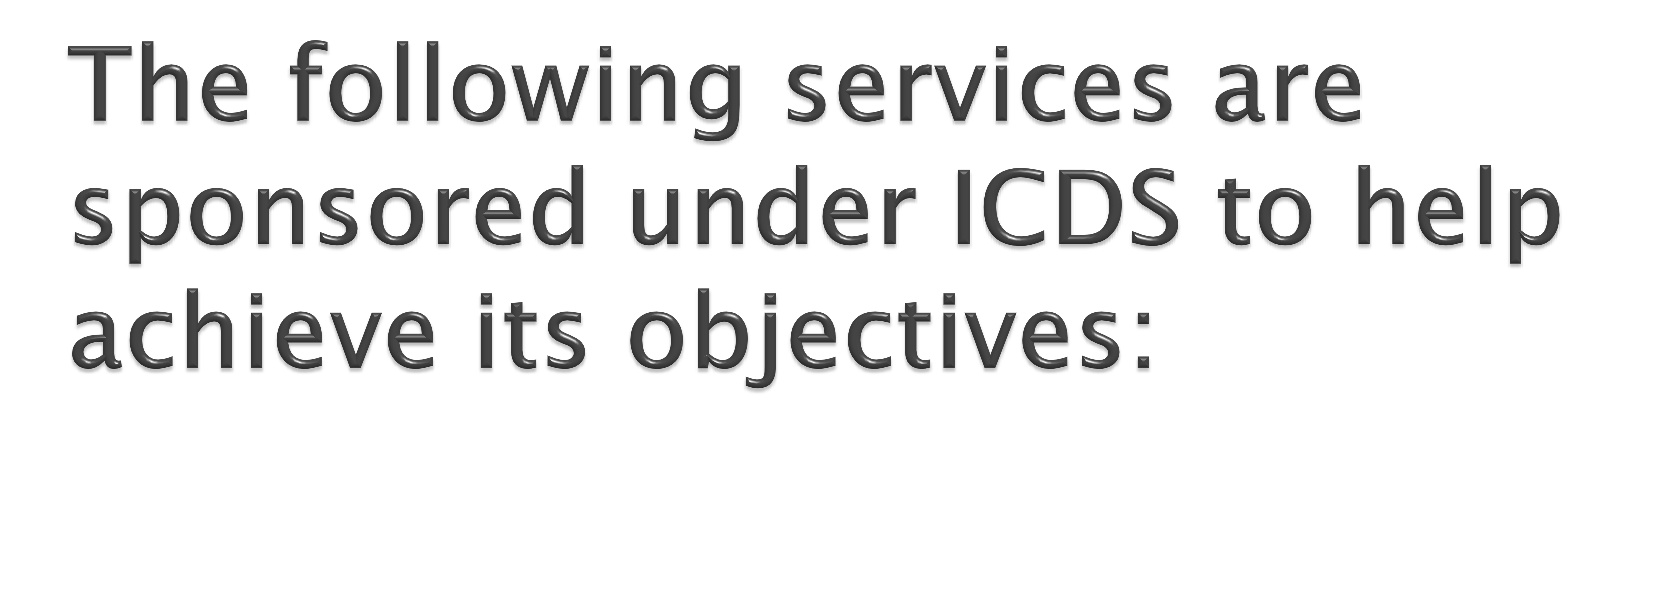 The following services are
sponsored under ICDS to help
achieve its objectives: